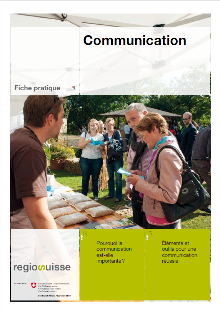 Communication
Fiche pratique
Pourquoi la
communication
est-elle
importante?
Eléments et
outils pour une
communication
réussie
regiosuisse